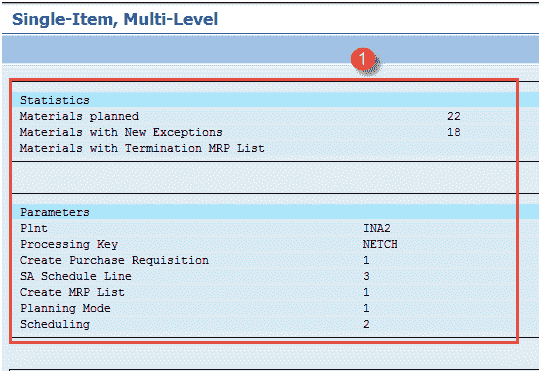 Single-Item, Multi-Level
1
Statistics
Materials planned 22
Materials with New Exceptions 18
Materials with Termination MRP List
Parameters
Plnt INA2
Processing Key NETCH
Create Purchase Requisition 1
SA Schedule Line 3
Create MRP List 1
Planning Mode 1
Scheduling 2